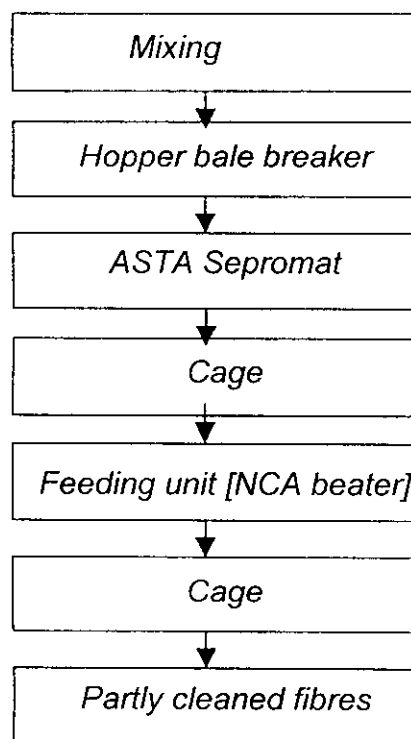 Mixing
Hopper bale breaker
ASTA Sepromat
Cage
Feeding unit [NCA beater]
Cage
Partly cleaned fibres